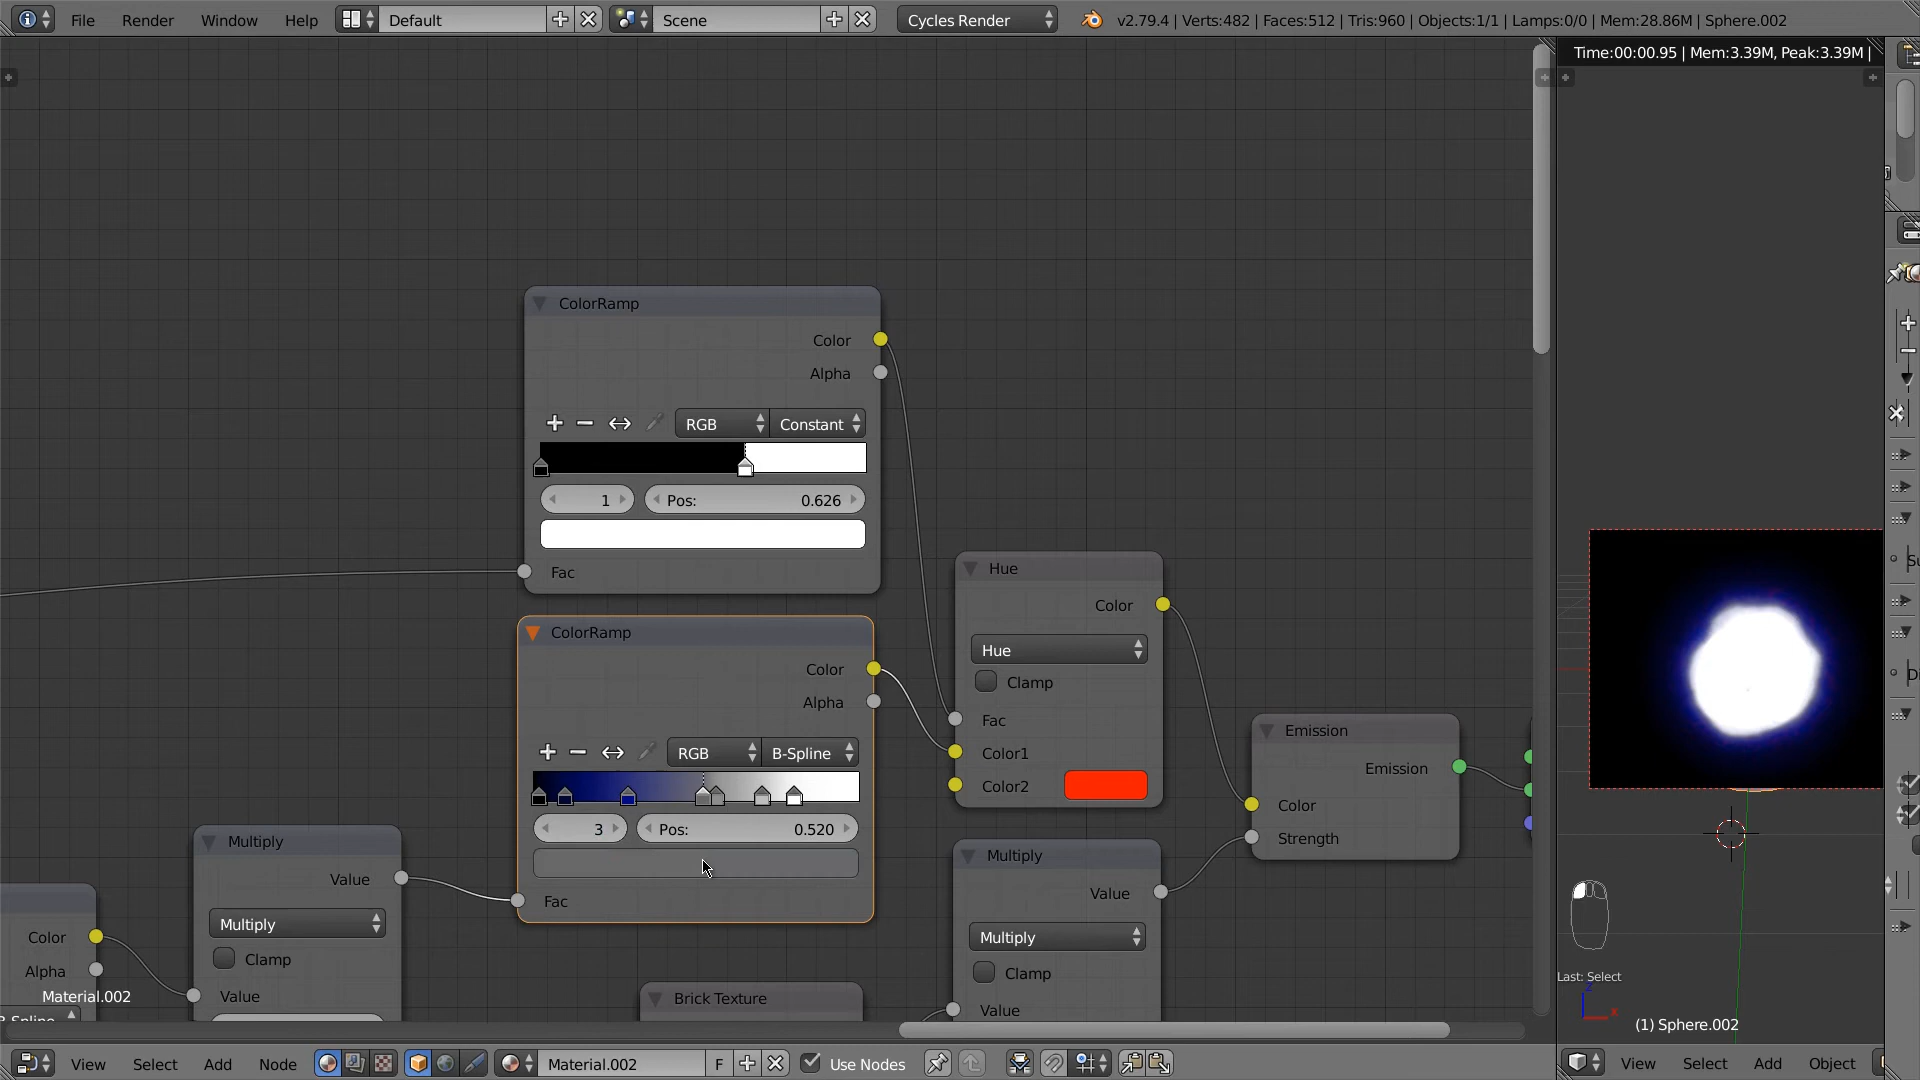 File Render Window Help Default Scene Cycles Render v2.79.4 | Verts:482 | Faces:512 | Tris:960 | Objects:1/1 | Lamps:0/0 | Mem:28.86M | Sphere.002
Time:00:00.95 | Mem:3.39M, Peak:3.39M |
ColorRamp
Color
Alpha
RGB Constant
1 Pos: 0.626
Fac
ColorRamp
Color
Alpha
RGB B-Spline
3 Pos: 0.520
Fac
Hue
Color
Hue
Clamp
Fac
Color1
Color2
Emission
Emission
Color
Strength
Multiply
Value
Multiply
Clamp
Value
Multiply
Value
Multiply
Clamp
Value
Color
Alpha
Material.002
Brick Texture
Last: Select
z
x
(1) Sphere.002
View Select Add Node Material.002 F Use Nodes
View Select Add Object